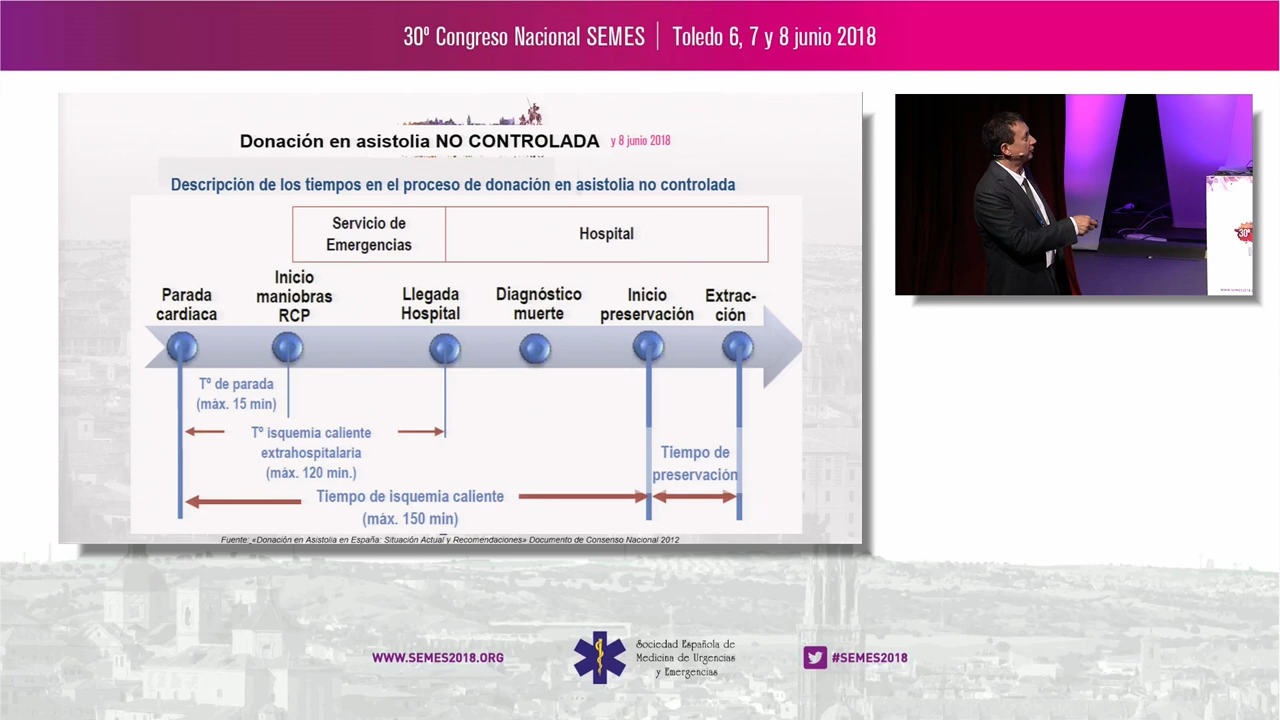 30º Congreso Nacional SEMES | Toledo 6, 7 y 8 junio 2018
Donación en asistolia NO CONTROLADA
y 8 junio 2018
Descripción de los tiempos en el proceso de donación en asistolia no controlada
Servicio de
Emergencias
Hospital
Parada
cardiaca
Inicio
maniobras
RCP
Llegada
Hospital
Diagnóstico
muerte
Inicio
preservación
Extrac-
ción
Tº de parada
(máx. 15 min)
Tº isquemia caliente
extrahospitalaria
(máx. 120 min.)
Tiempo de
preservación
Tiempo de isquemia caliente
(máx. 150 min)
Fuente: «Donación en Asistolia en España: Situación Actual y Recomendaciones» Documento de Consenso Nacional 2012
30º
WWW.SEMES2018.ORG
WWW.SEMES2018.ORG
Sociedad Española de
Medicina de Urgencias
y Emergencias
#SEMES2018